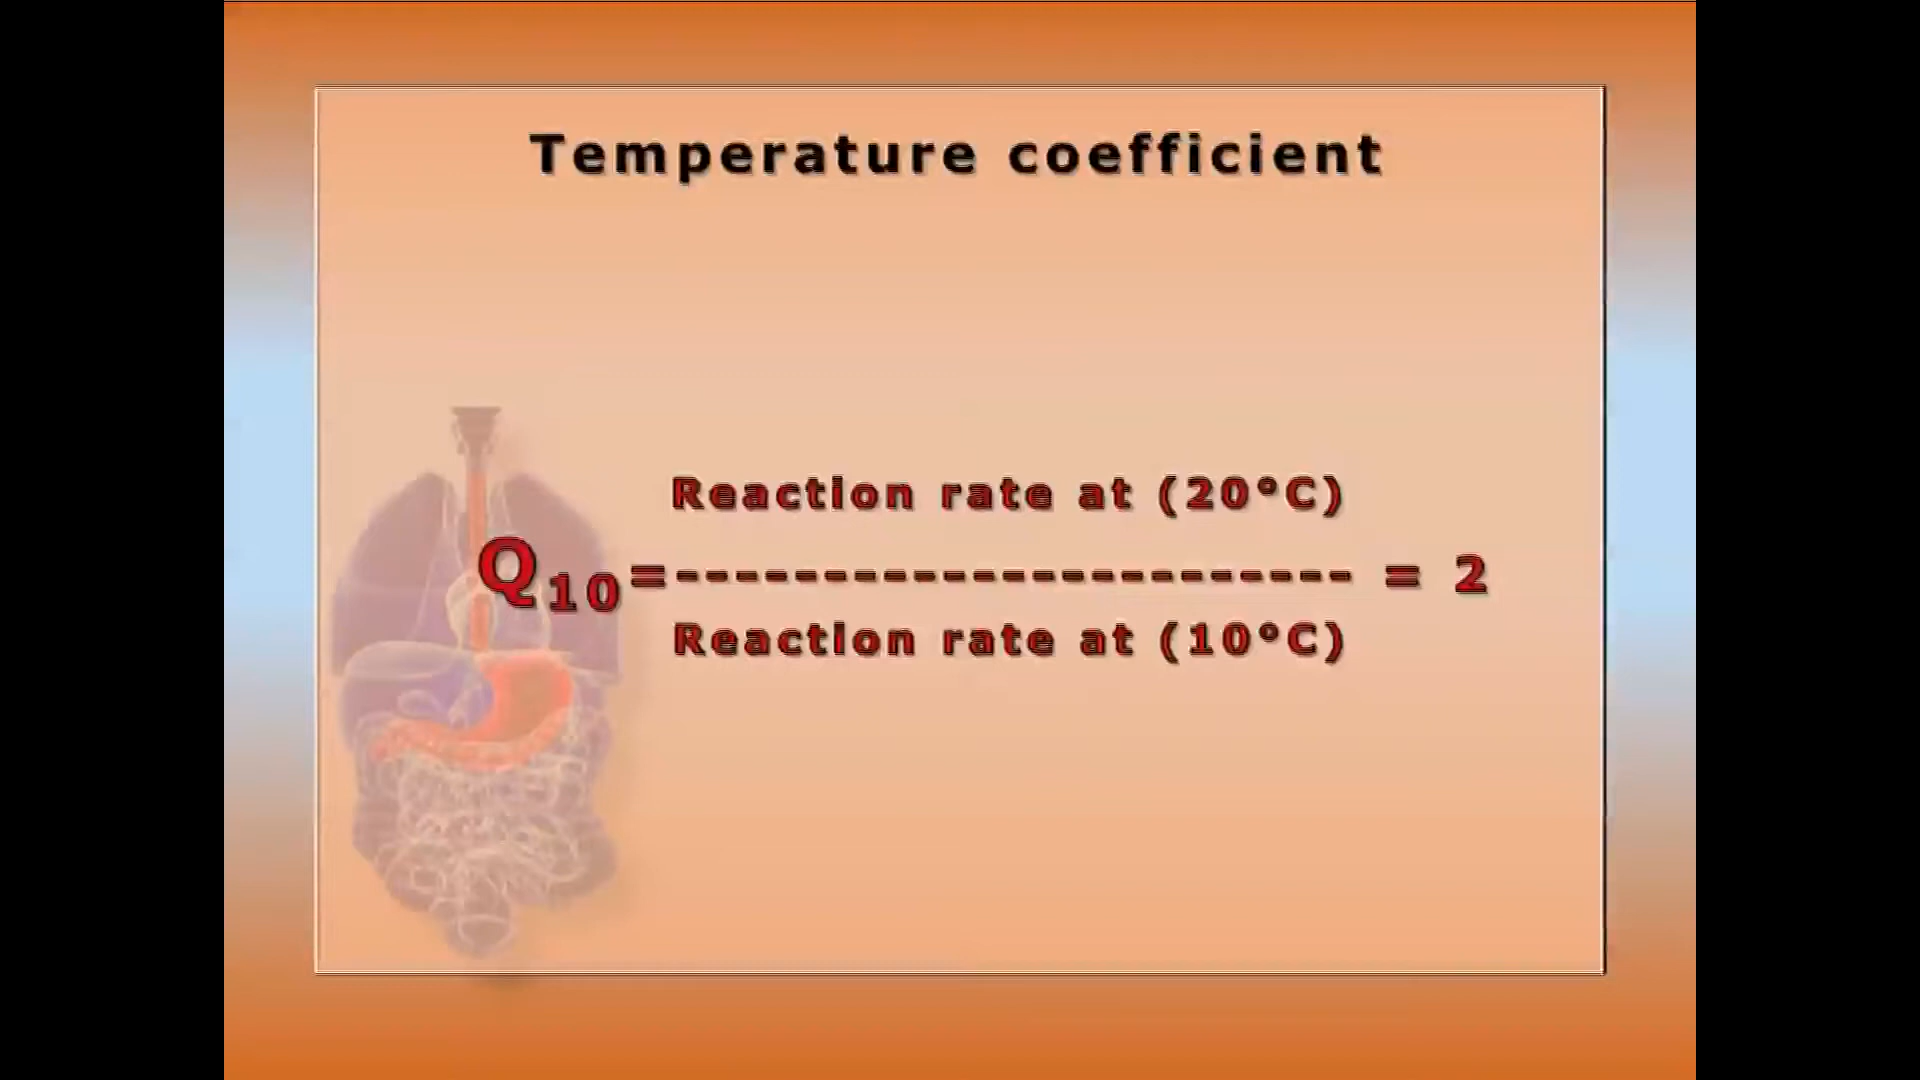 Temperature coefficient
Reaction rate at (20°C)
Q10=----------------------- = 2
Reaction rate at (10°C)